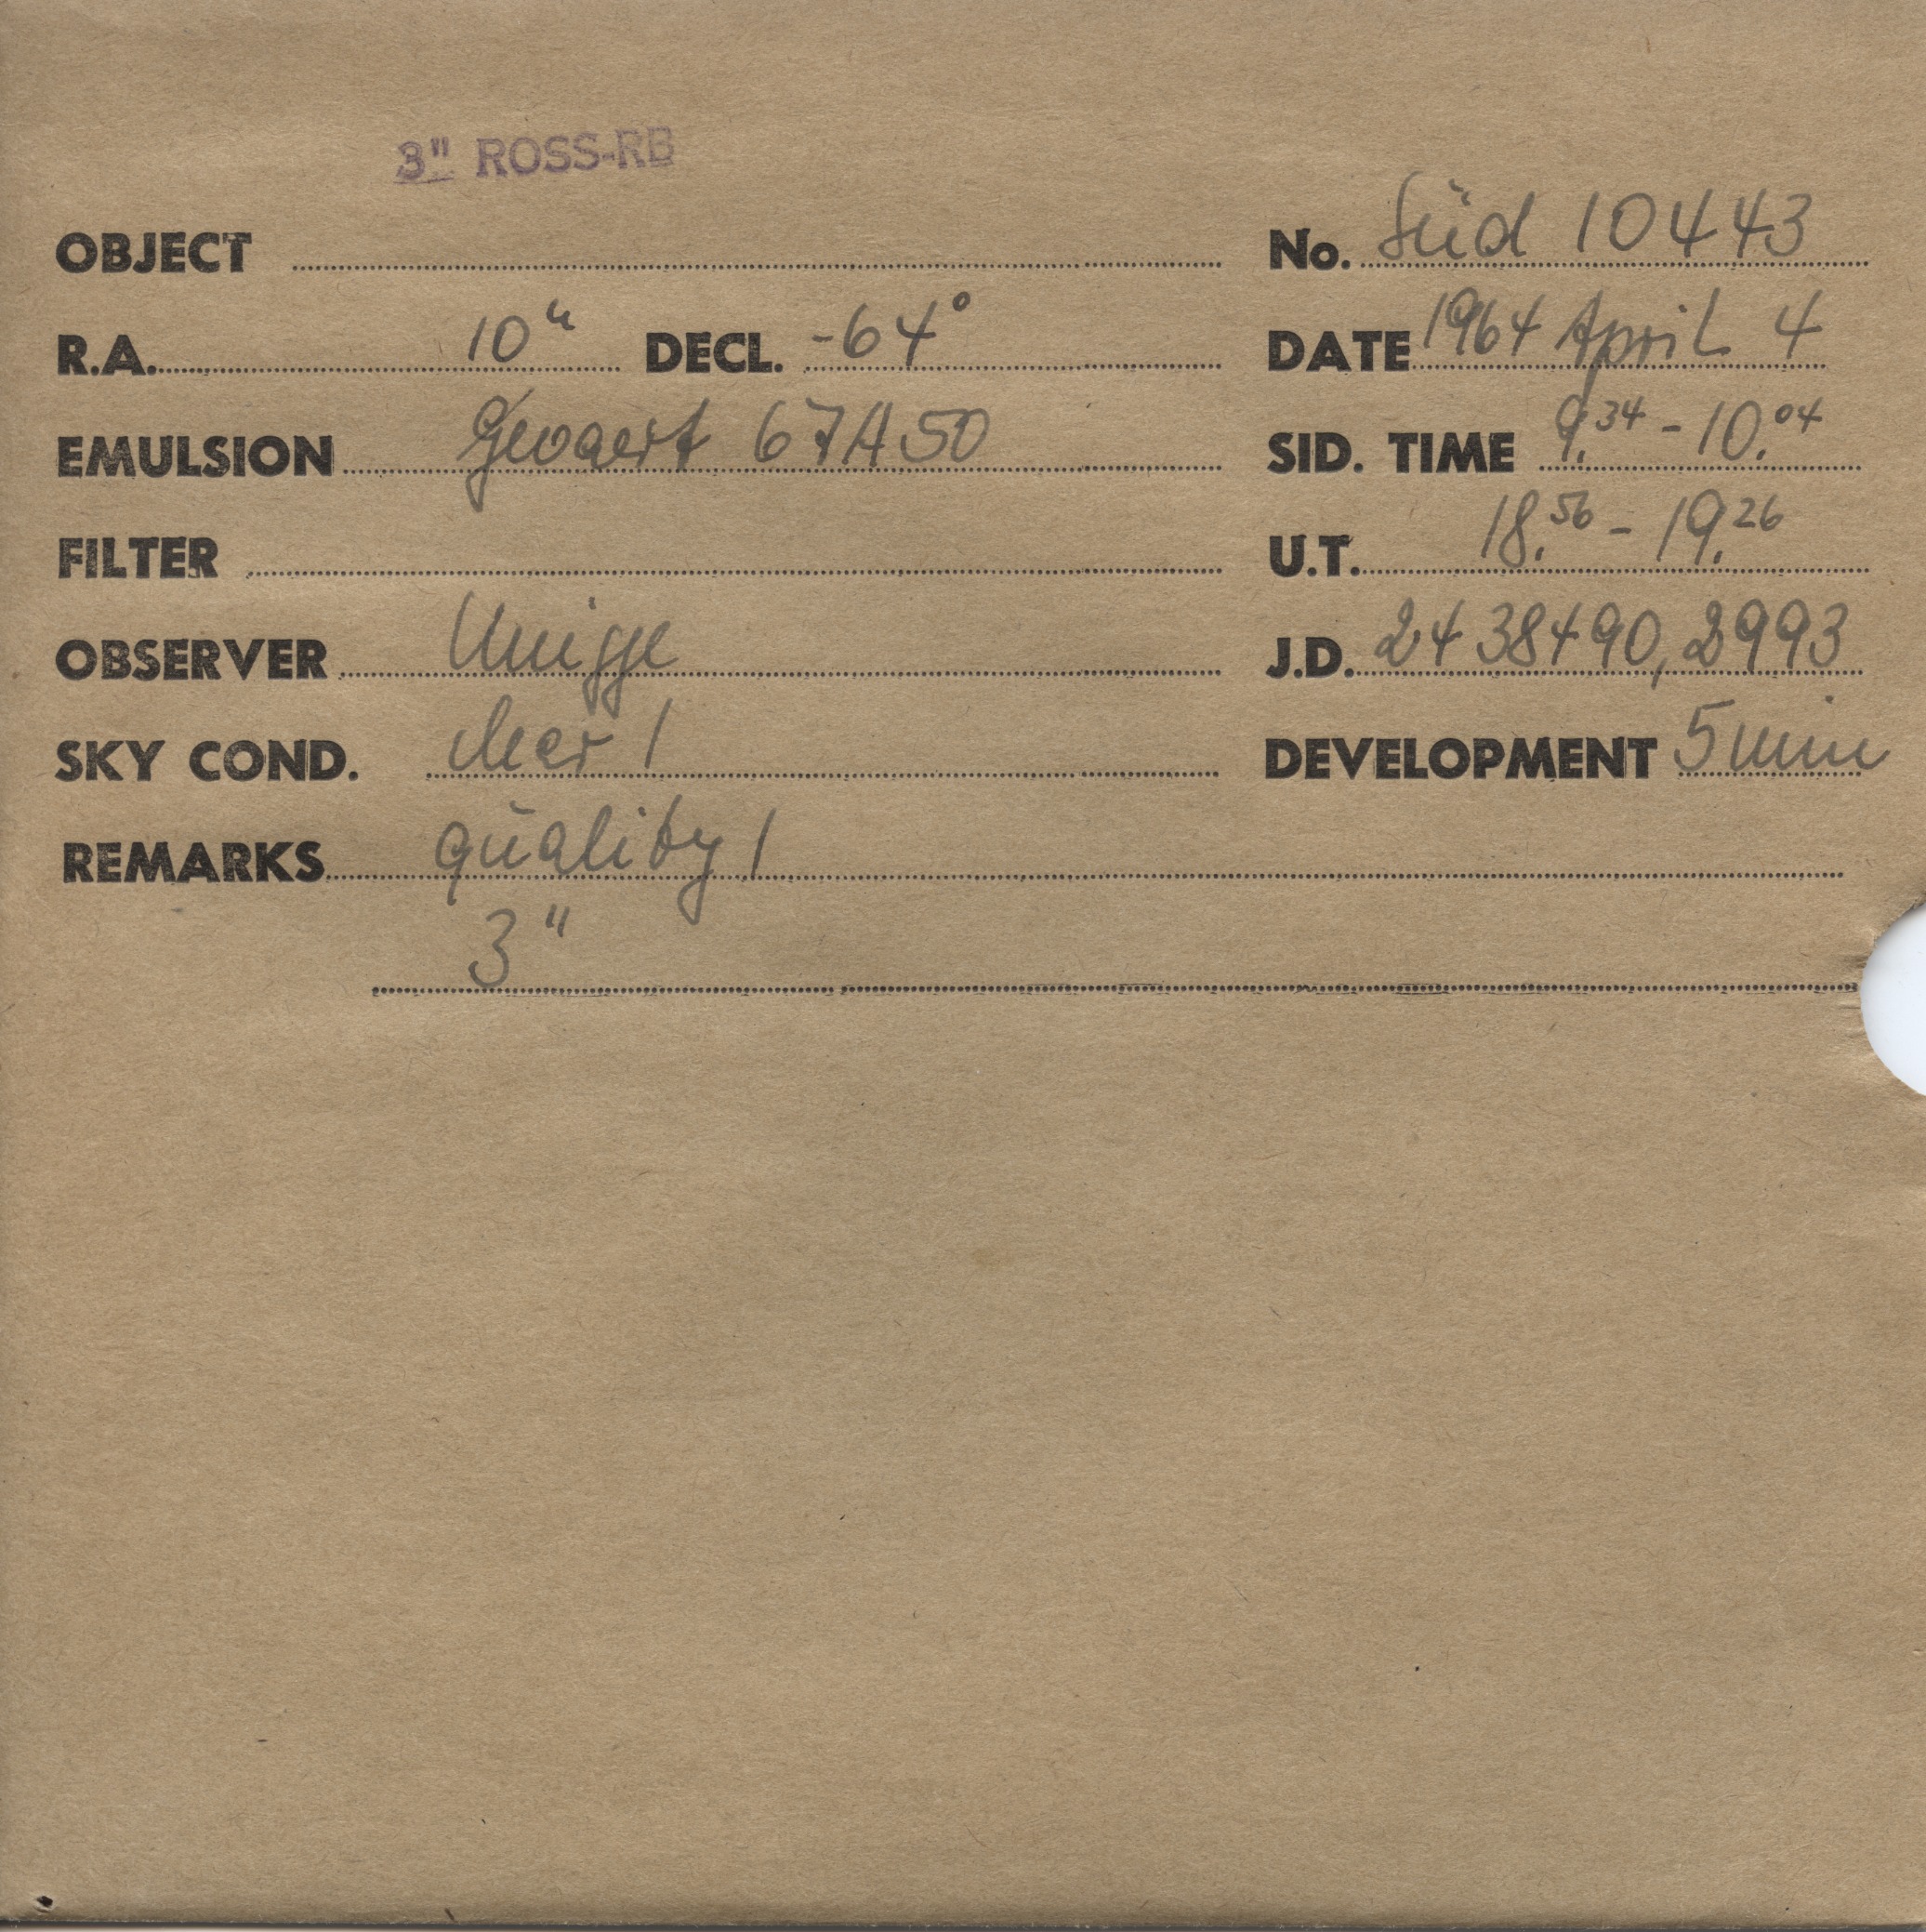 3" ROSS-RB
OBJECT No. Süd 10443
R.A. 10h DECL. -64° DATE 1964 April 4
EMULSION Gevaert 67A50 SID. TIME 9.34 - 10.04
FILTER U.T. 18.56 - 19.26
OBSERVER J.D. 2438490,2993
SKY COND. clear 1 DEVELOPMENT 5 min
REMARKS quality 1
3"